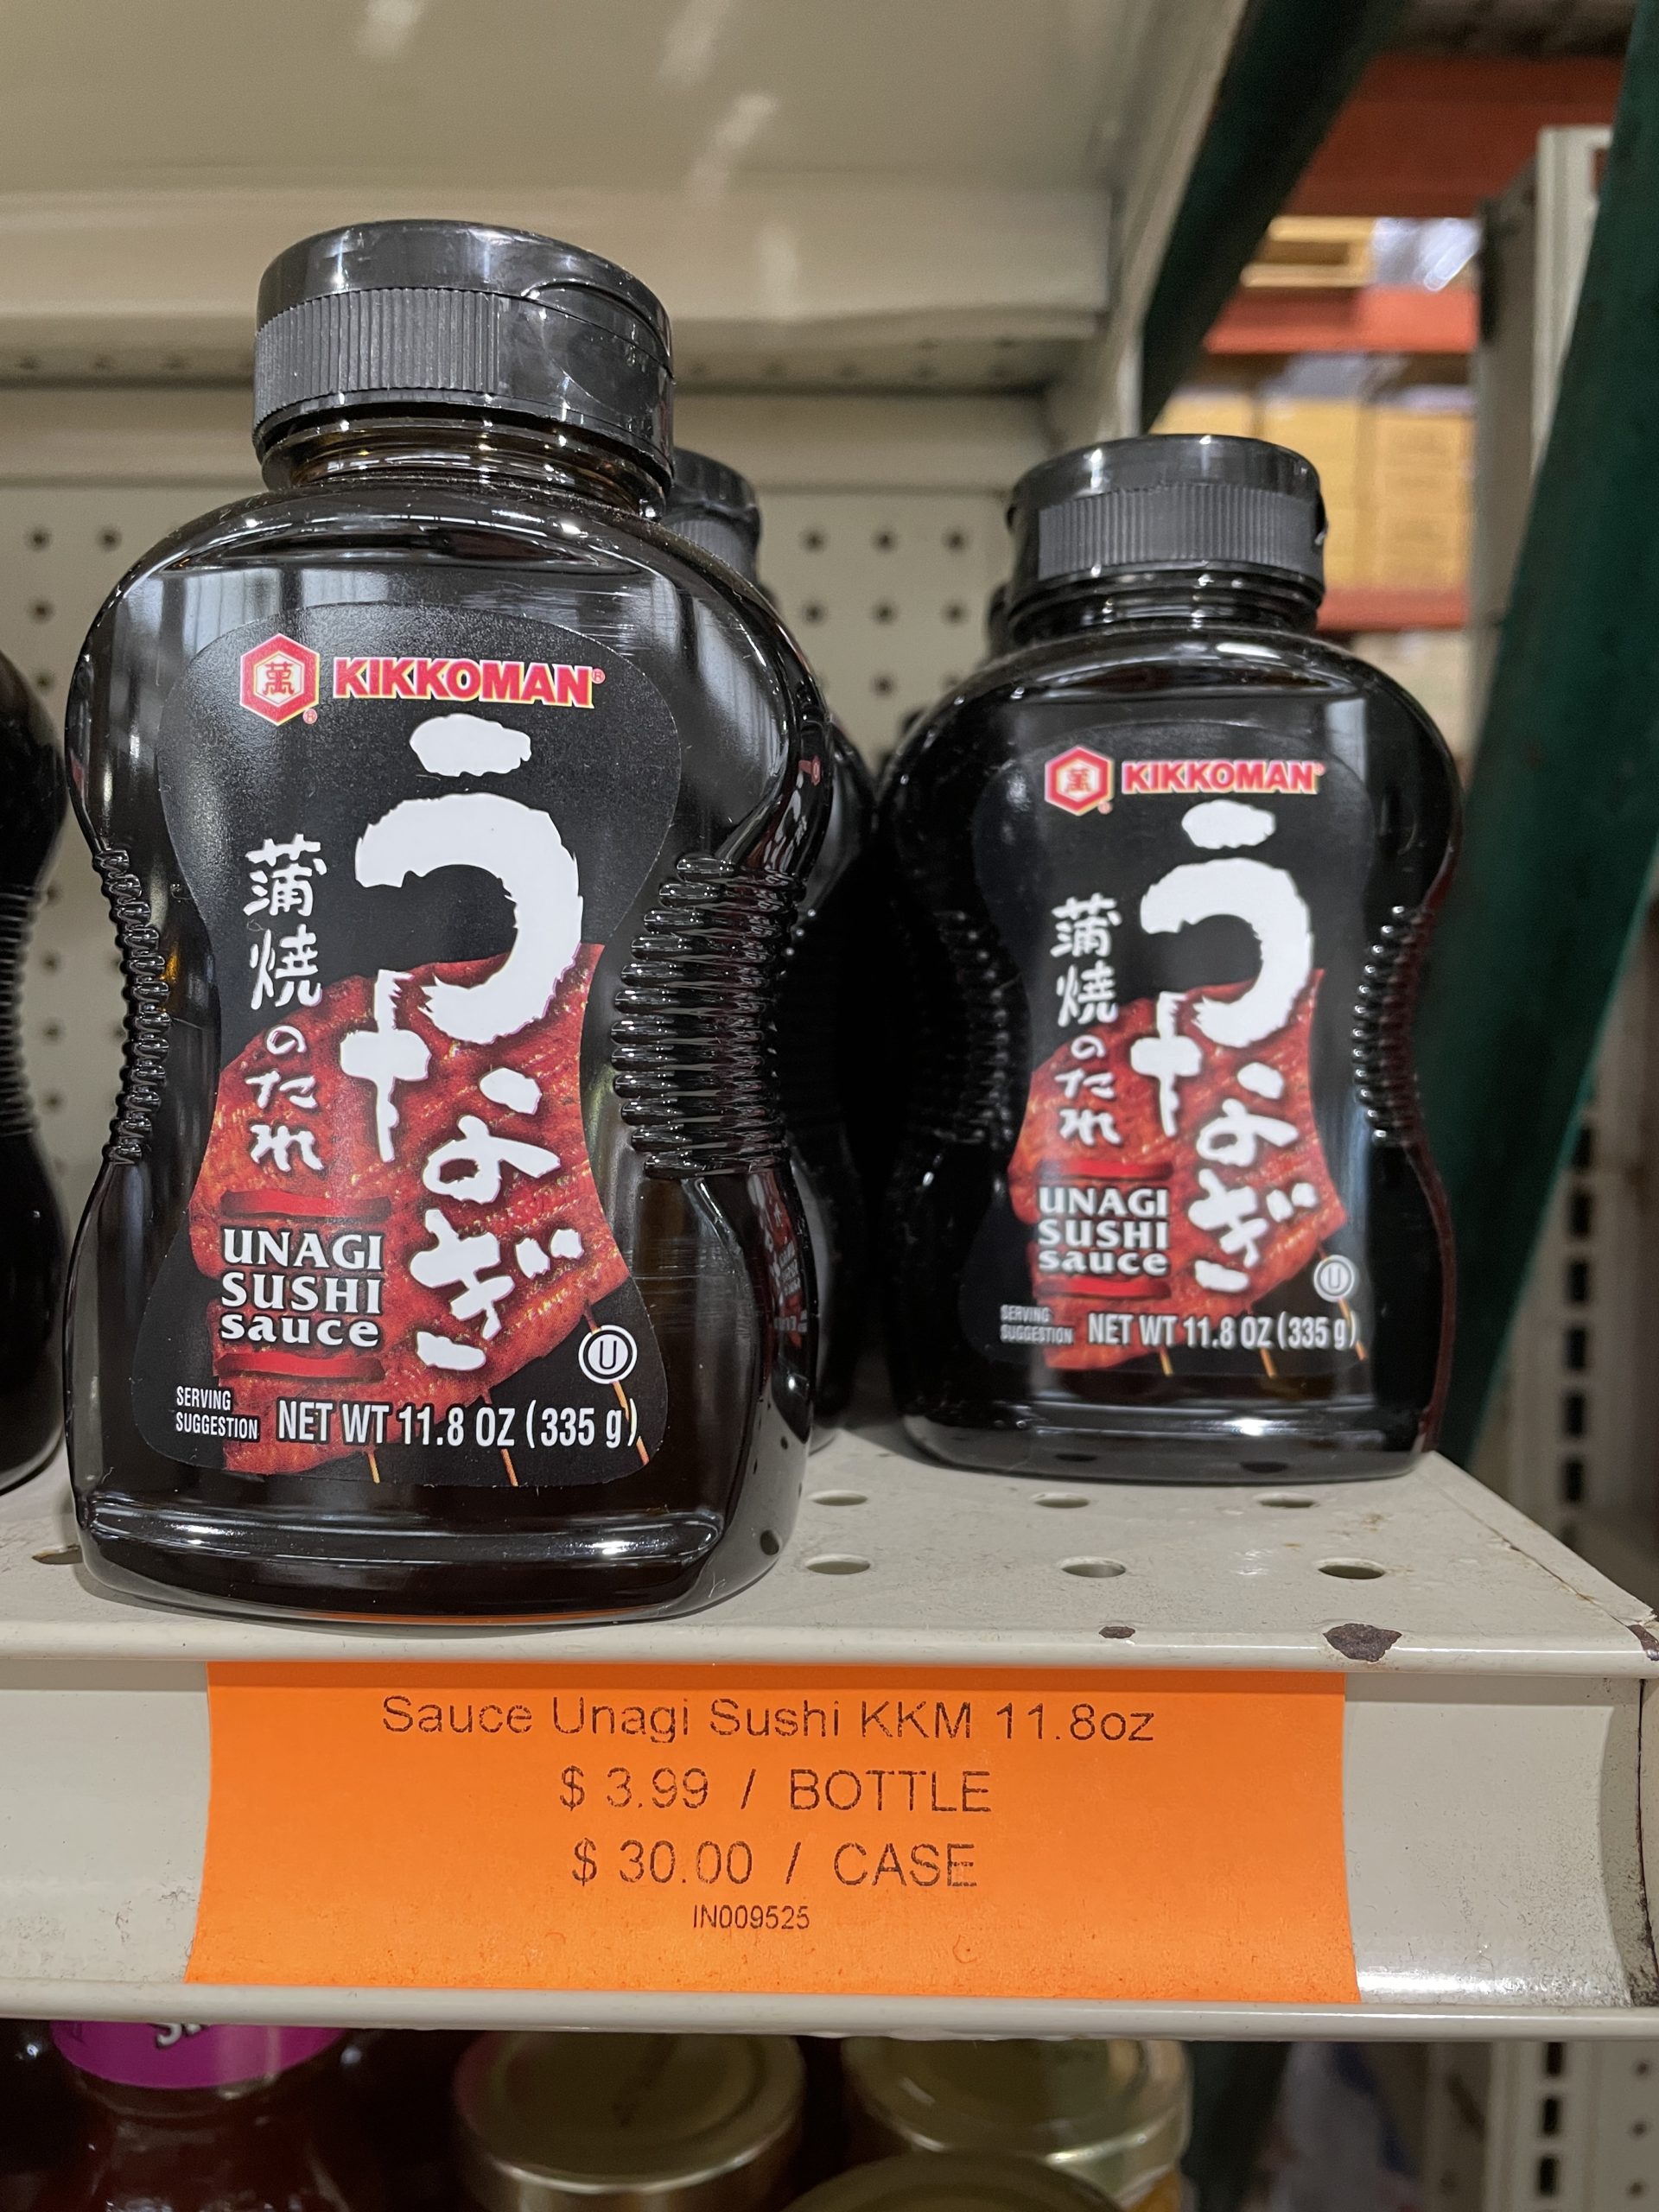 萬 KIKKOMAN®
®
うなぎ
蒲焼のたれ
UNAGI
SUSHI
sauce
U
SERVING
SUGGESTION
NET WT 11.8 OZ (335 g)
萬 KIKKOMAN®
®
うなぎ
蒲焼のたれ
UNAGI
SUSHI
sauce
U
SERVING
SUGGESTION
NET WT 11.8 OZ (335 g)
Sauce Unagi Sushi KKM 11.8oz
$ 3.99 / BOTTLE
$ 30.00 / CASE
IN009525